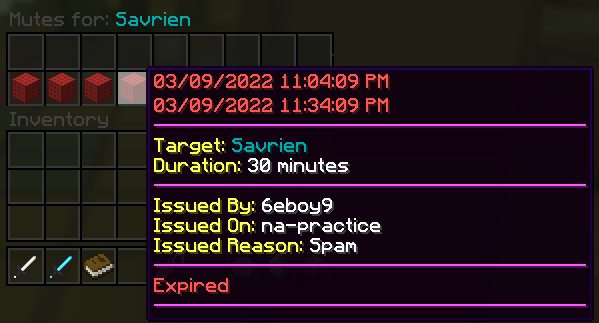 Mutes for: Savrien
03/09/2022 11:04:09 PM
03/09/2022 11:34:09 PM
Inventory
Target: Savrien
Duration: 30 minutes
Issued By: 6eboy9
Issued On: na-practice
Issued Reason: Spam
Expired